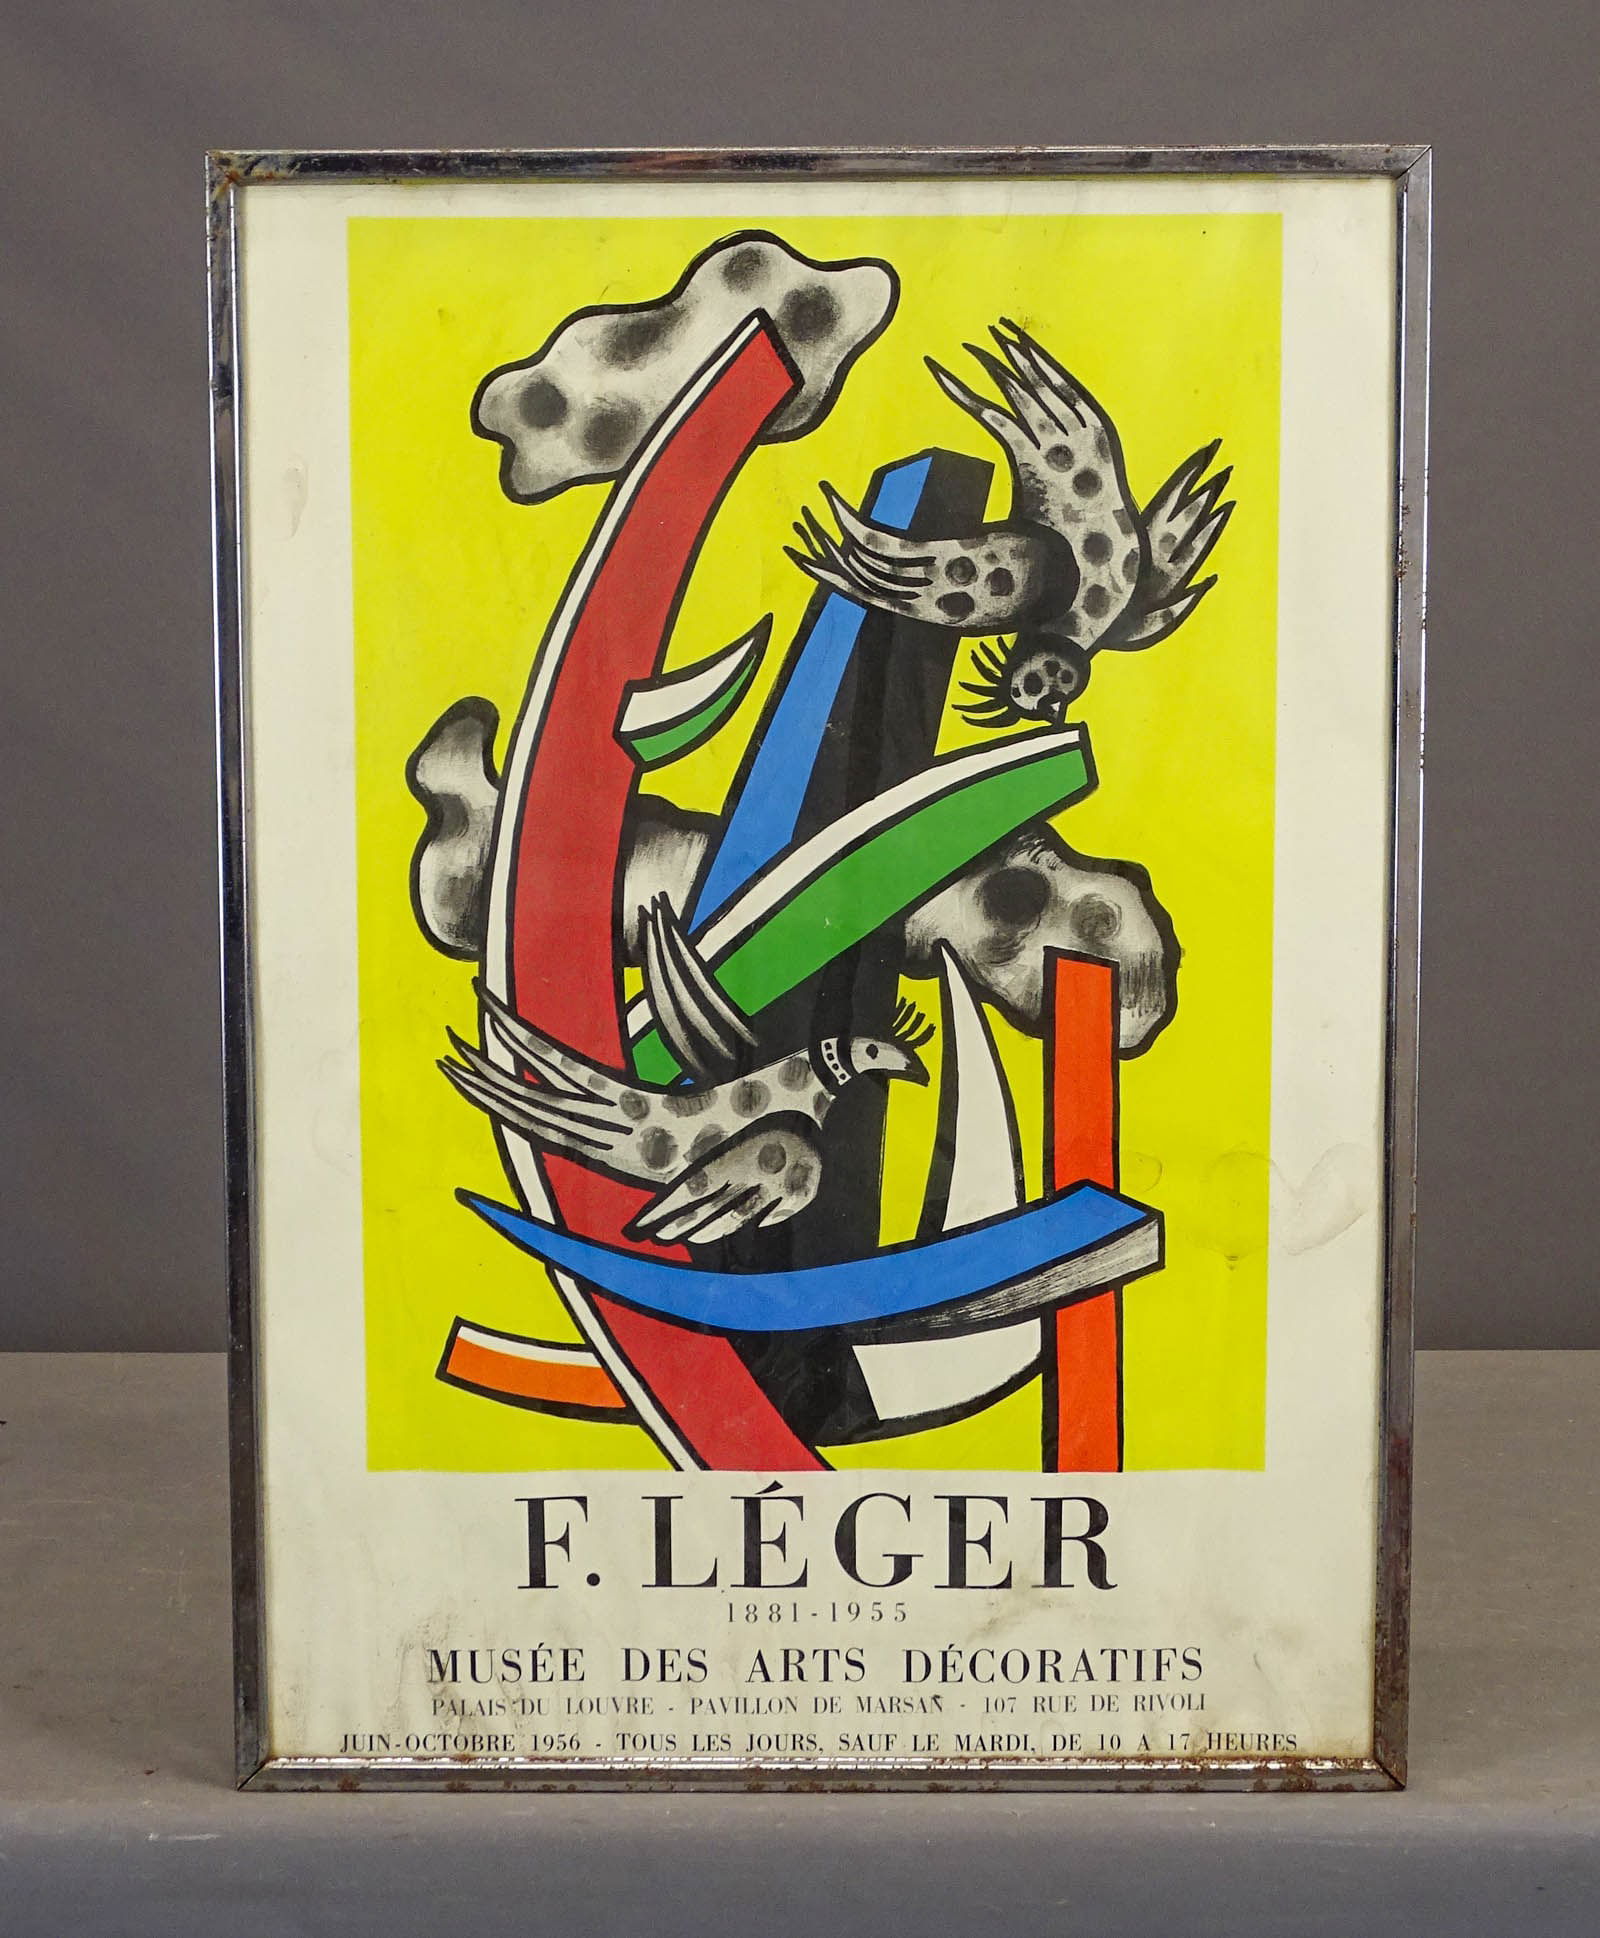 F. LÉGER
1881-1955
MUSÉE DES ARTS DÉCORATIFS
PALAIS DU LOUVRE - PAVILLON DE MARSAN - 107 RUE DE RIVOLI
JUIN-OCTOBRE 1956 - TOUS LES JOURS, SAUF LE MARDI, DE 10 A 17 HEURES